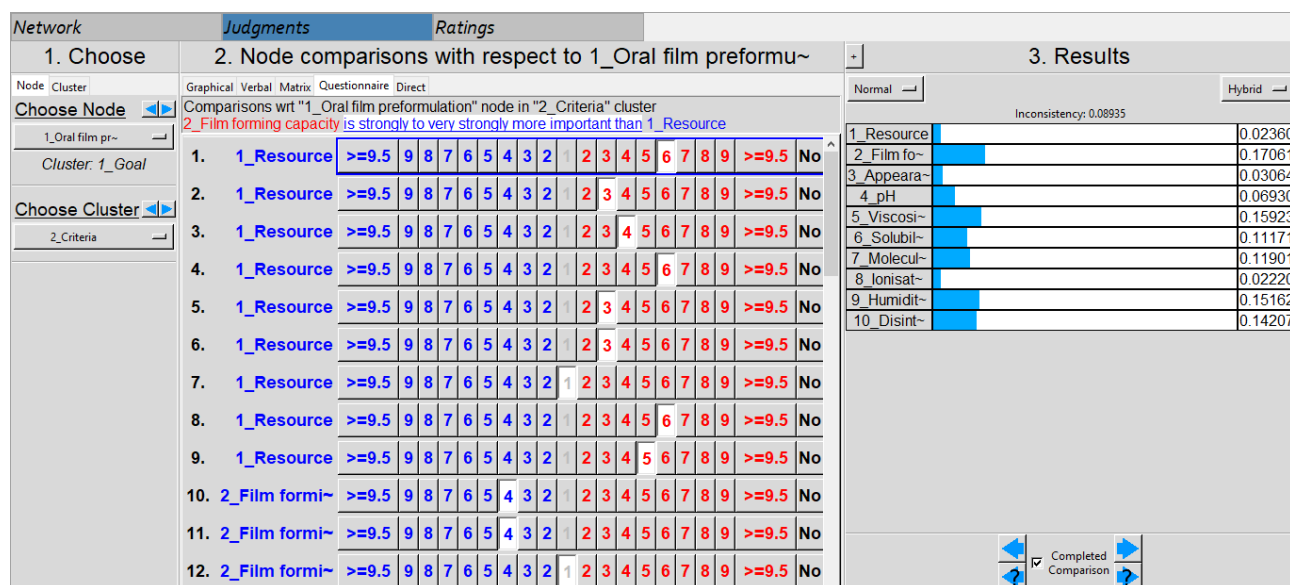 Network Judgments Ratings
1. Choose
Node Cluster
Choose Node
1_Oral film pr~
Cluster: 1_Goal
Choose Cluster
2_Criteria
2. Node comparisons with respect to 1_Oral film preformu~
Graphical Verbal Matrix Questionnaire Direct
Comparisons wrt "1_Oral film preformulation" node in "2_Criteria" cluster
2_Film forming capacity is strongly to very strongly more important than 1_Resource
1. 1_Resource >=9.5 9 8 7 6 5 4 3 2 1 2 3 4 5 6 7 8 9 >=9.5 No
2. 1_Resource >=9.5 9 8 7 6 5 4 3 2 1 2 3 4 5 6 7 8 9 >=9.5 No
3. 1_Resource >=9.5 9 8 7 6 5 4 3 2 1 2 3 4 5 6 7 8 9 >=9.5 No
4. 1_Resource >=9.5 9 8 7 6 5 4 3 2 1 2 3 4 5 6 7 8 9 >=9.5 No
5. 1_Resource >=9.5 9 8 7 6 5 4 3 2 1 2 3 4 5 6 7 8 9 >=9.5 No
6. 1_Resource >=9.5 9 8 7 6 5 4 3 2 1 2 3 4 5 6 7 8 9 >=9.5 No
7. 1_Resource >=9.5 9 8 7 6 5 4 3 2 1 2 3 4 5 6 7 8 9 >=9.5 No
8. 1_Resource >=9.5 9 8 7 6 5 4 3 2 1 2 3 4 5 6 7 8 9 >=9.5 No
9. 1_Resource >=9.5 9 8 7 6 5 4 3 2 1 2 3 4 5 6 7 8 9 >=9.5 No
10. 2_Film formi~ >=9.5 9 8 7 6 5 4 3 2 1 2 3 4 5 6 7 8 9 >=9.5 No
11. 2_Film formi~ >=9.5 9 8 7 6 5 4 3 2 1 2 3 4 5 6 7 8 9 >=9.5 No
12. 2_Film formi~ >=9.5 9 8 7 6 5 4 3 2 1 2 3 4 5 6 7 8 9 >=9.5 No
+ 3. Results
Normal Hybrid
Inconsistency: 0.08935
1_Resource 0.02360
2_Film fo~ 0.17061
3_Appeara~ 0.03064
4_pH 0.06930
5_Viscosi~ 0.15923
6_Solubil~ 0.11171
7_Molecul~ 0.11901
8_Ionisat~ 0.02220
9_Humidit~ 0.15162
10_Disint~ 0.14207
Completed
Comparison
? ?